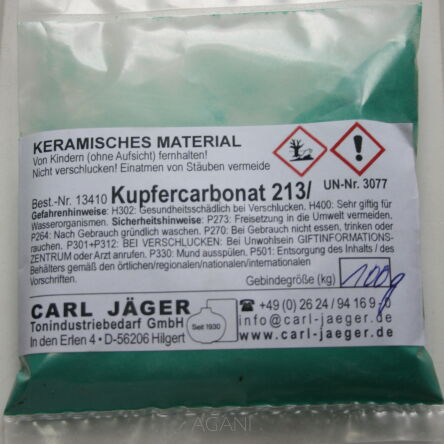 KERAMISCHES MATERIAL
Von Kindern (ohne Aufsicht) fernhalten!
Nicht verschlucken! Einatmen von Stäuben vermeide
Best.-Nr. 13410 Kupfercarbonat 213/ UN-Nr. 3077
Gefahrenhinweise: H302: Gesundheitsschädlich bei Verschlucken. H400: Sehr giftig für
Wasserorganismen. Sicherheitshinweise: P273: Freisetzung in die Umwelt vermeiden.
P264: Nach Gebrauch gründlich waschen. P270: Bei Gebrauch nicht essen, trinken oder
rauchen. P301+P312: BEI VERSCHLUCKEN: Bei Unwohlsein GIFTINFORMATIONS-
ZENTRUM oder Arzt anrufen. P330: Mund ausspülen. P501: Entsorgung des Inhalts / des
Behälters gemäß den örtlichen/regionalen/nationalen/internationalen
Vorschriften.
Gebindegröße (kg) 100g
CARL JÄGER
Tonindustriebedarf GmbH
In den Erlen 4 • D-56206 Hilgert
Seit 1930
+49 (0) 26 24 / 94 16 9
info@carl-jaeger.de
www.carl-jaeger.de
AGANI